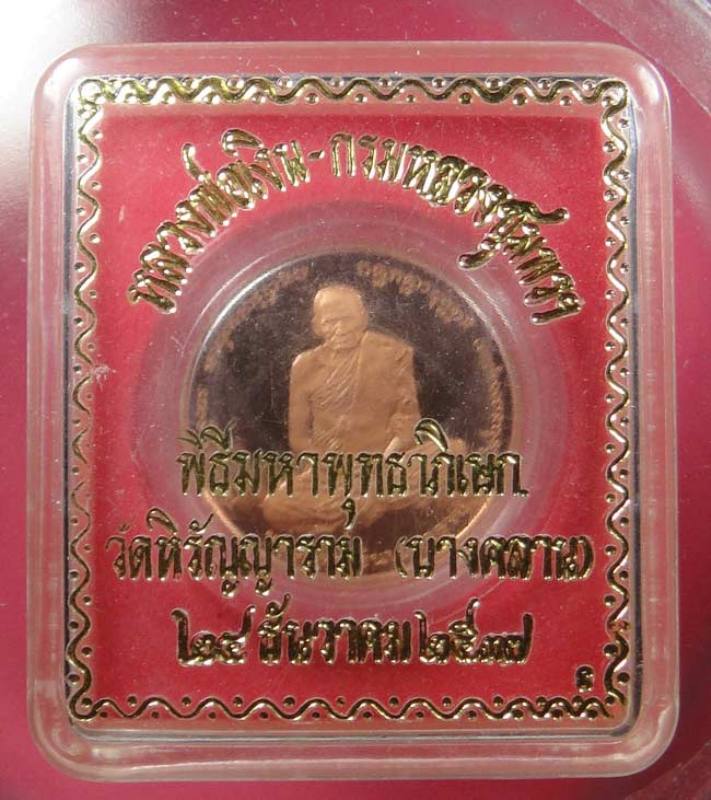 หลวงพ่อเงิน-กรมหลวงชุมพรฯ
พิธีมหาพุทธาภิเษก
วัดหิรัญญาราม (บางคลาน)
๒๔ ธันวาคม ๒๕๓๗